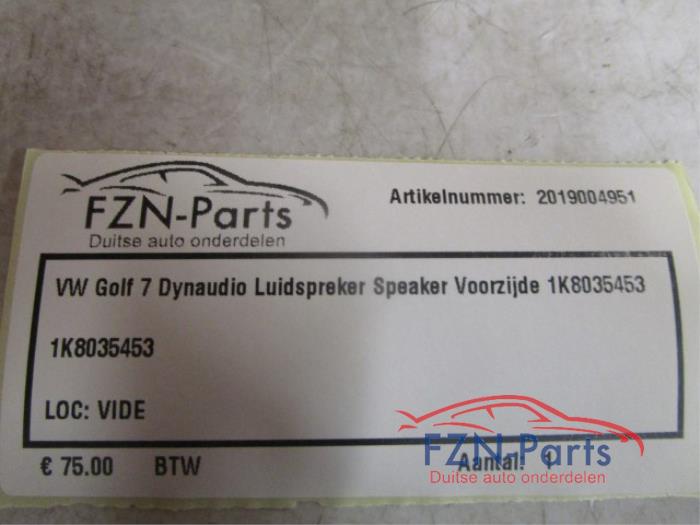 FZN-Parts
Duitse auto onderdelen
Artikelnummer: 2019004951
VW Golf 7 Dynaudio Luidspreker Speaker Voorzijde 1K8035453
1K8035453
LOC: VIDE
€ 75.00 BTW Aantal: 1
FZN-Parts
Duitse auto onderdelen